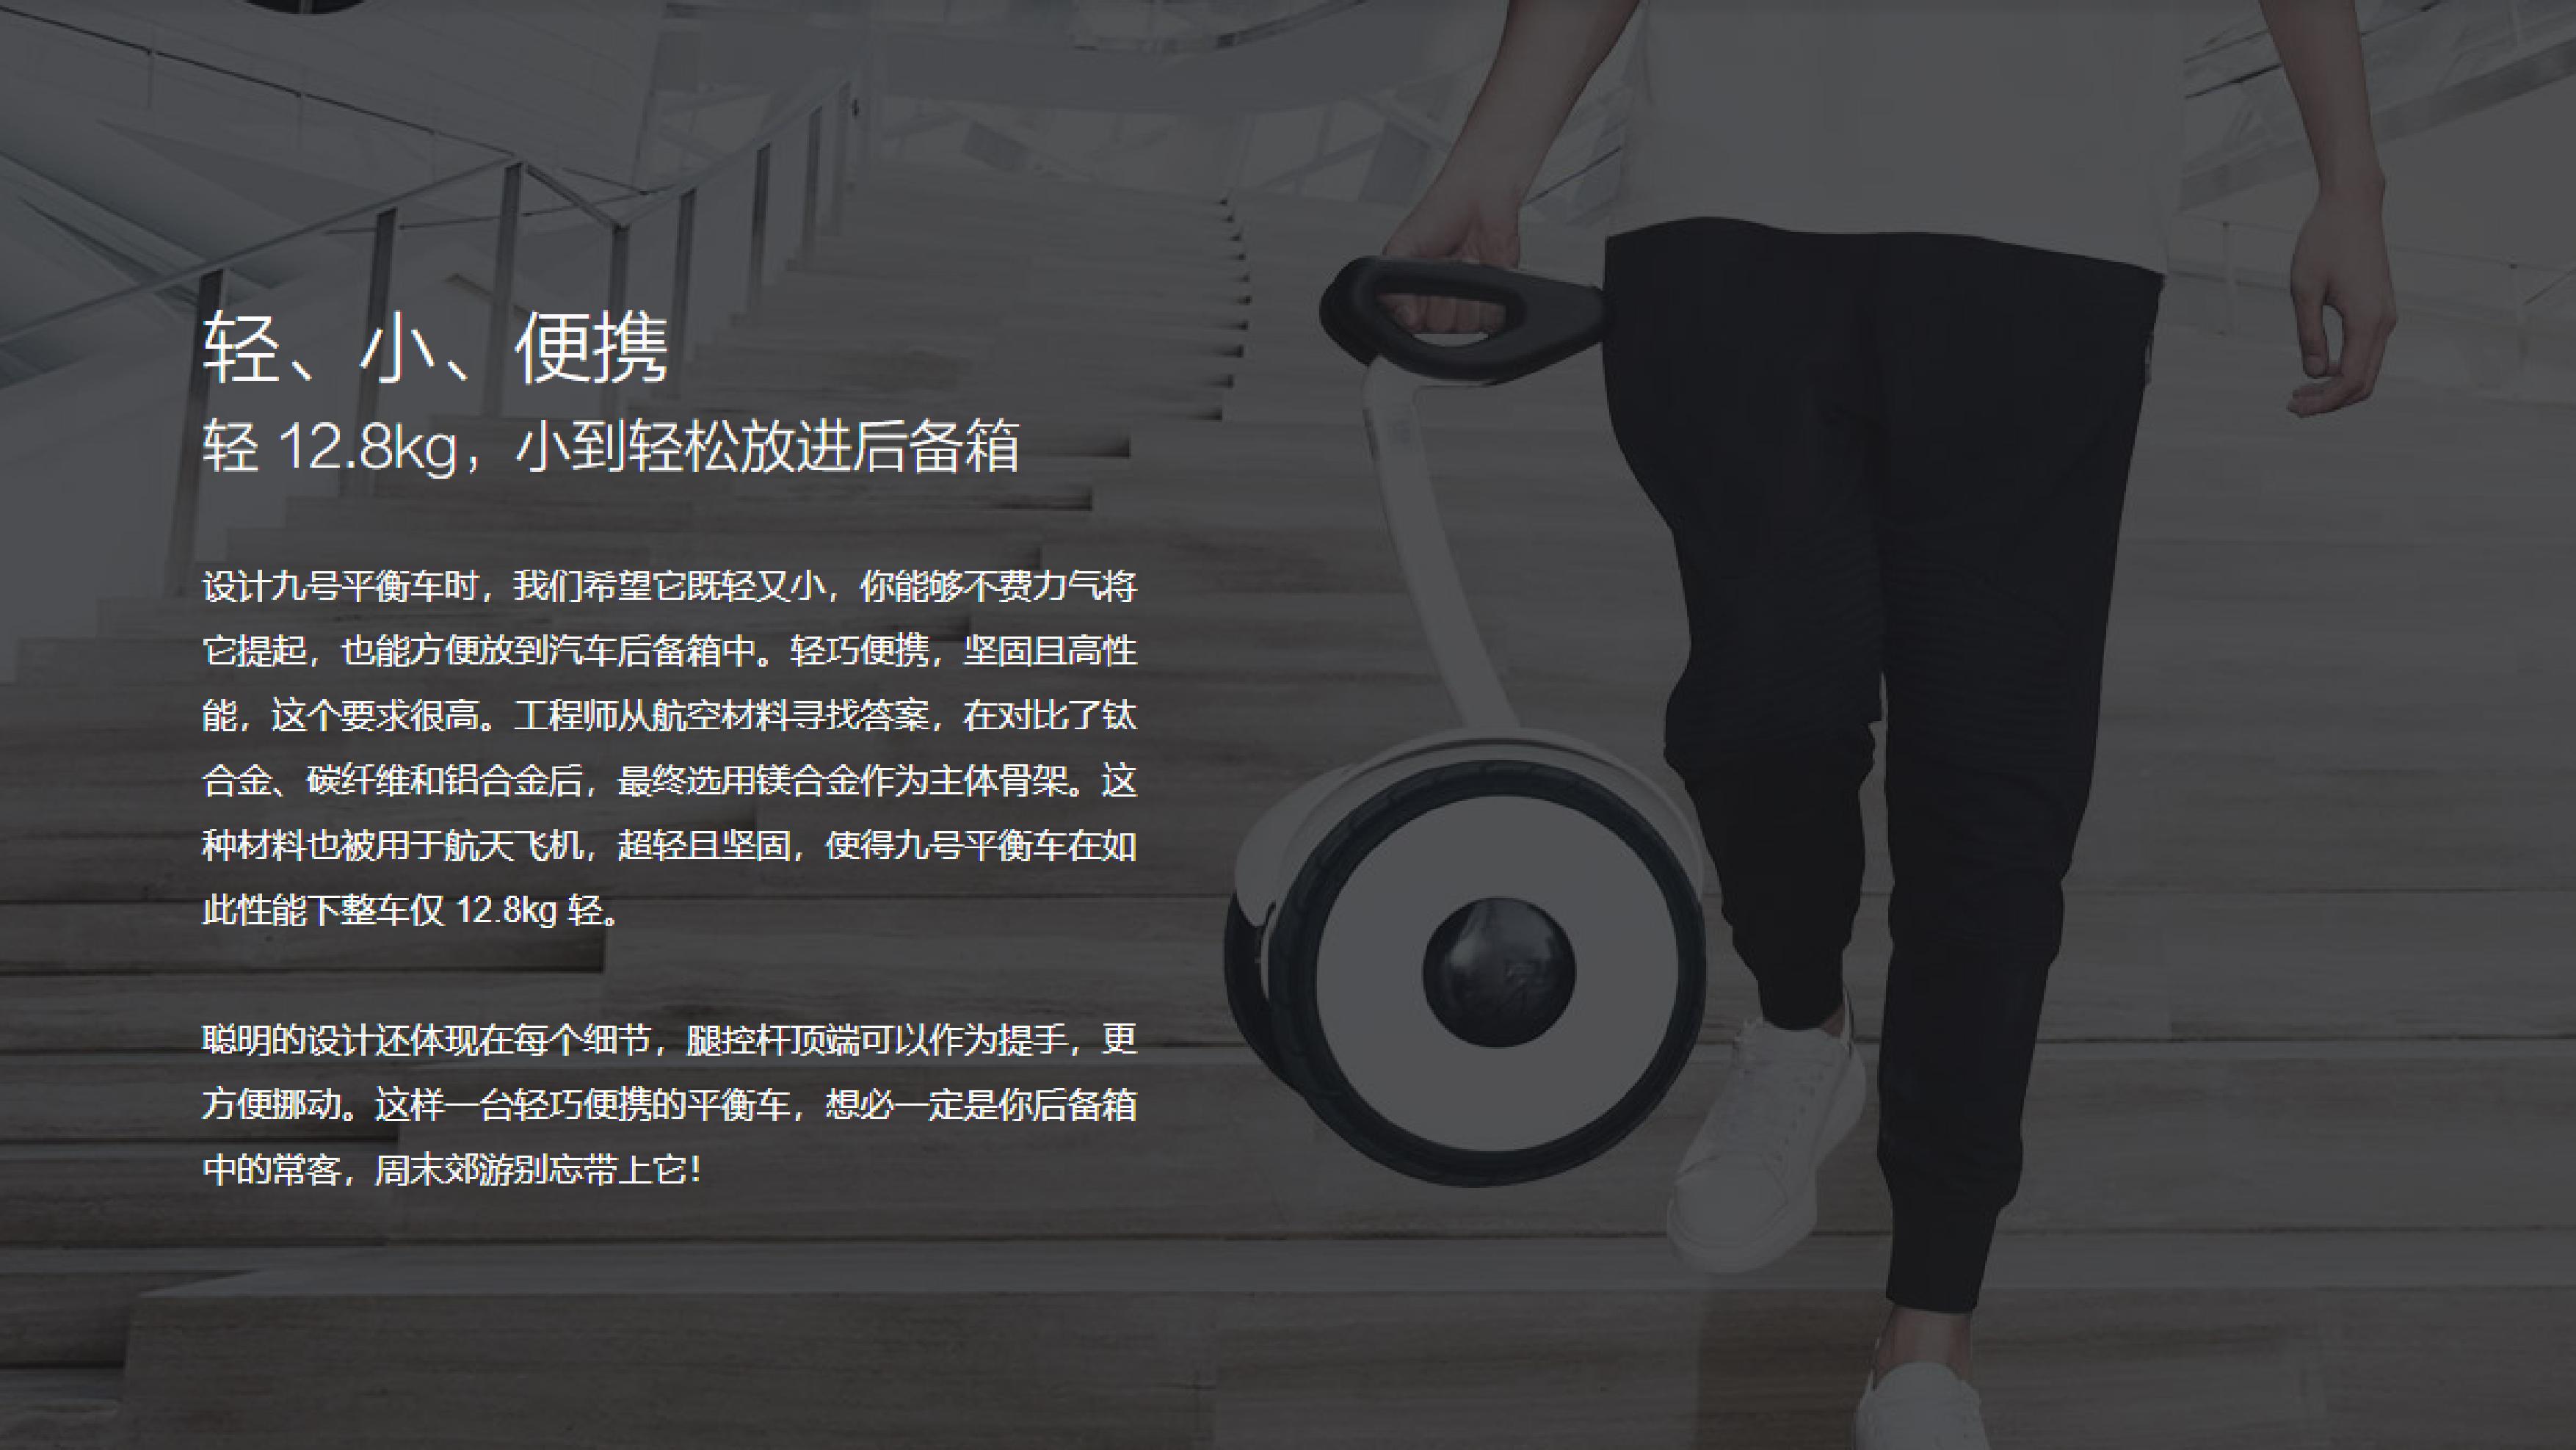 轻、小、便携
轻 12.8kg，小到轻松放进后备箱
设计九号平衡车时，我们希望它既轻又小，你能够不费力气将
它提起，也能方便放到汽车后备箱中。轻巧便携，坚固且高性
能，这个要求很高。工程师从航空材料寻找答案，在对比了钛
合金、碳纤维和铝合金后，最终选用镁合金作为主体骨架。这
种材料也被用于航天飞机，超轻且坚固，使得九号平衡车在如
此性能下整车仅 12.8kg 轻。
聪明的设计还体现在每个细节，腿控杆顶端可以作为提手，更
方便挪动。这样一台轻巧便携的平衡车，想必一定是你后备箱
中的常客，周末郊游别忘带上它！